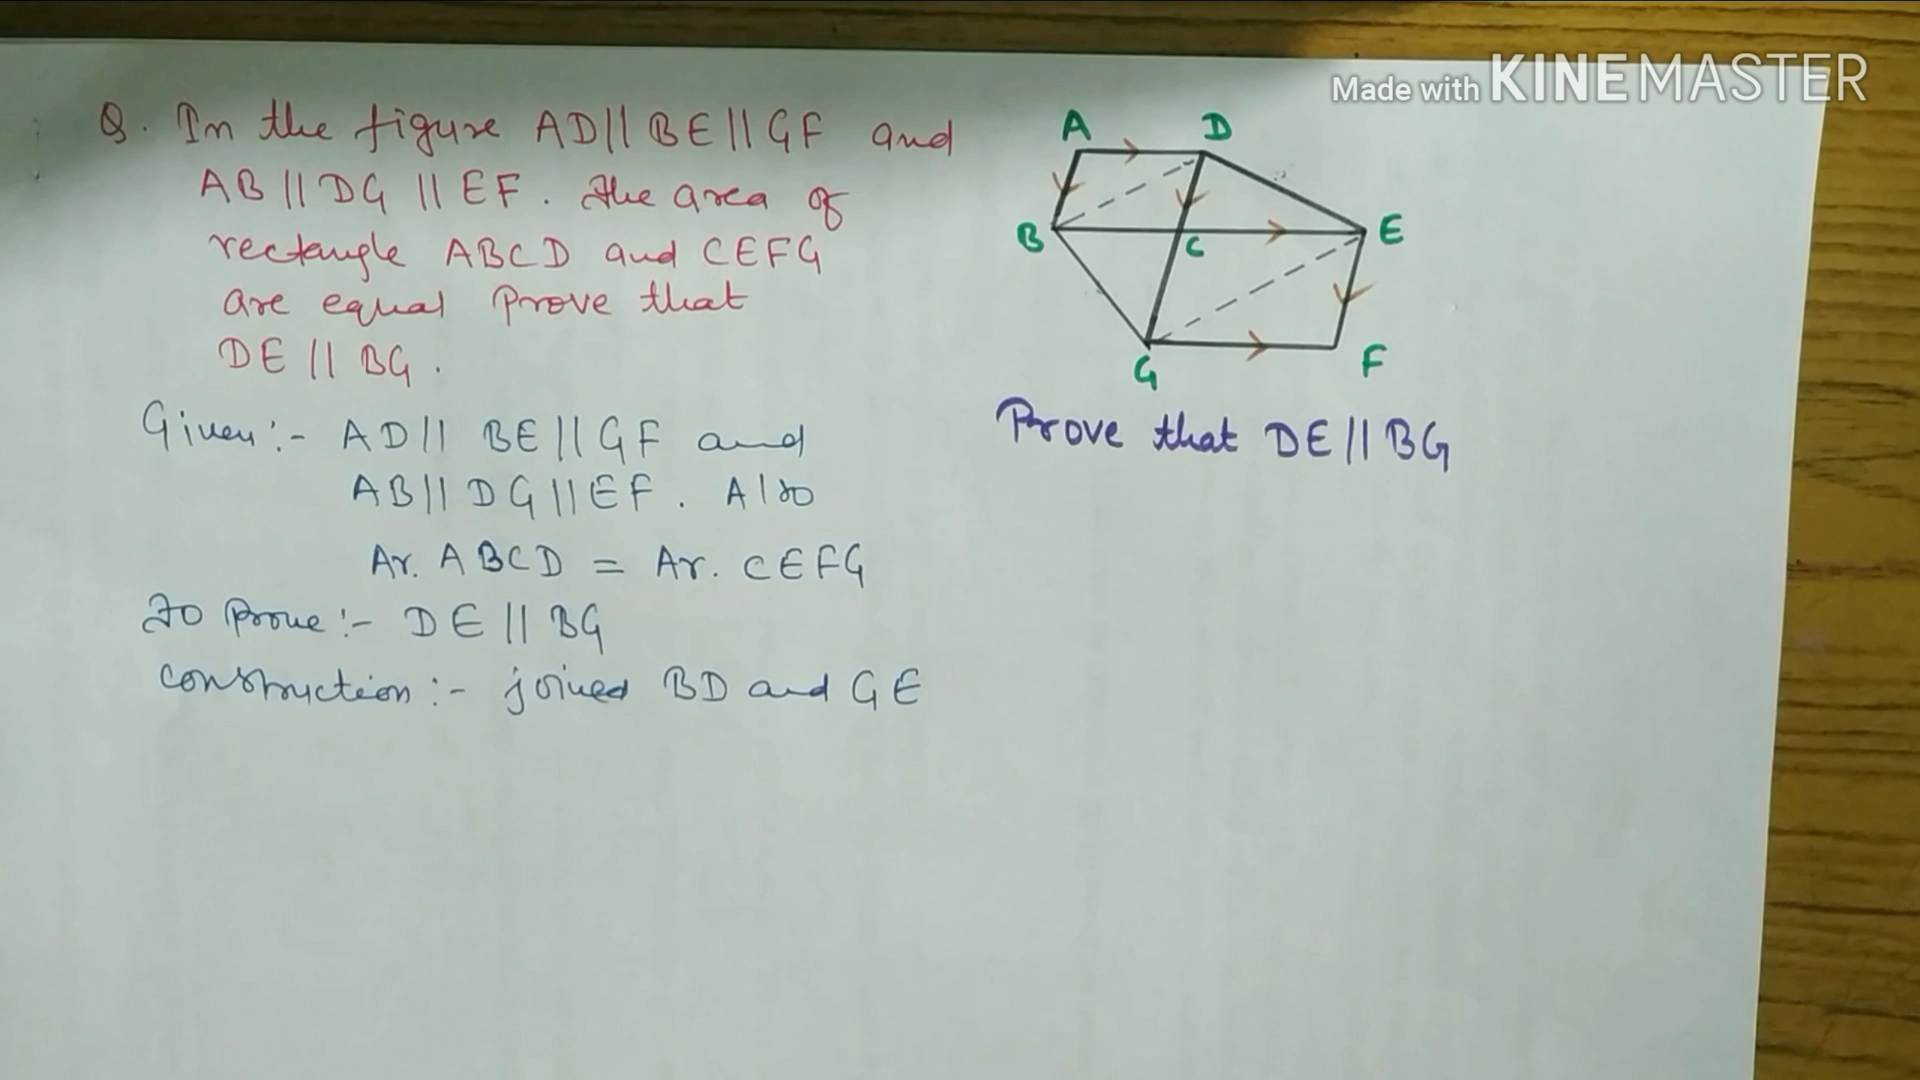 Made with KINEMASTER
Q. In the figure AD || BE || GF and
AB || DG || EF. The area of
rectangle ABCD and CEFG
are equal Prove that
DE || BG.
Given:- AD || BE || GF and
AB || DG || EF. Also
Ar. ABCD = Ar. CEFG
To Prove:- DE || BG
Construction:- joined BD and GE
A D
B C E
G F
Prove that DE || BG